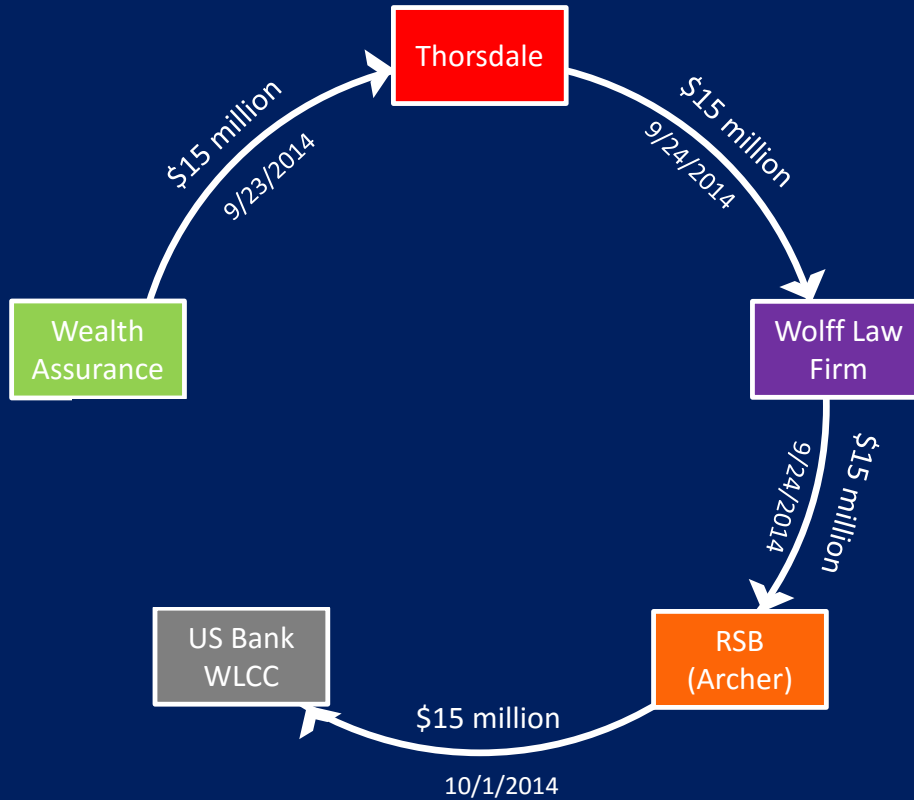 Thorsdale
$15 million
9/23/2014
$15 million
9/24/2014
Wealth
Assurance
Wolff Law
Firm
$15 million
9/24/2014
US Bank
WLCC
RSB
(Archer)
$15 million
10/1/2014